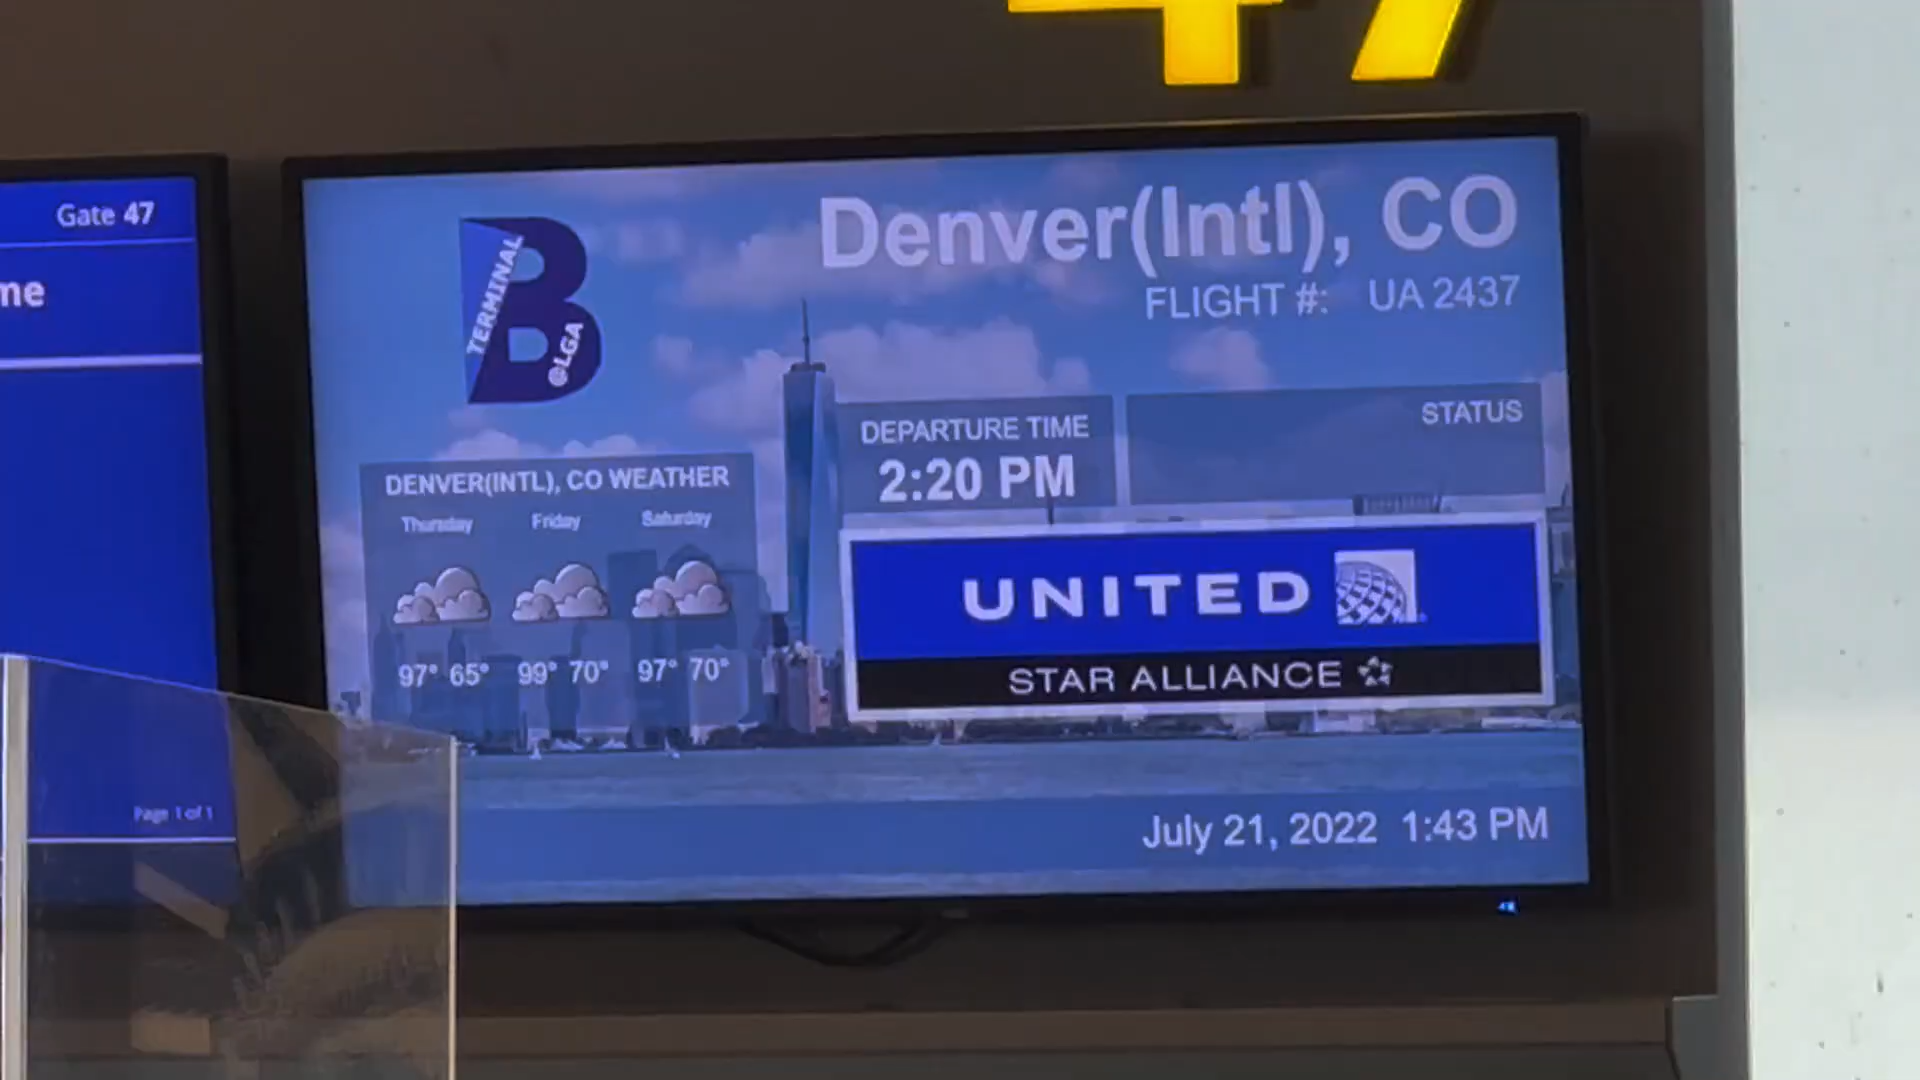 47
Gate 47
me
Page 1 of 1
TERMINAL
B
@LGA
Denver(Intl), CO
FLIGHT #: UA 2437
DEPARTURE TIME
2:20 PM
STATUS
DENVER(INTL), CO WEATHER
Thursday Friday Saturday
97° 65° 99° 70° 97° 70°
UNITED
STAR ALLIANCE
July 21, 2022 1:43 PM